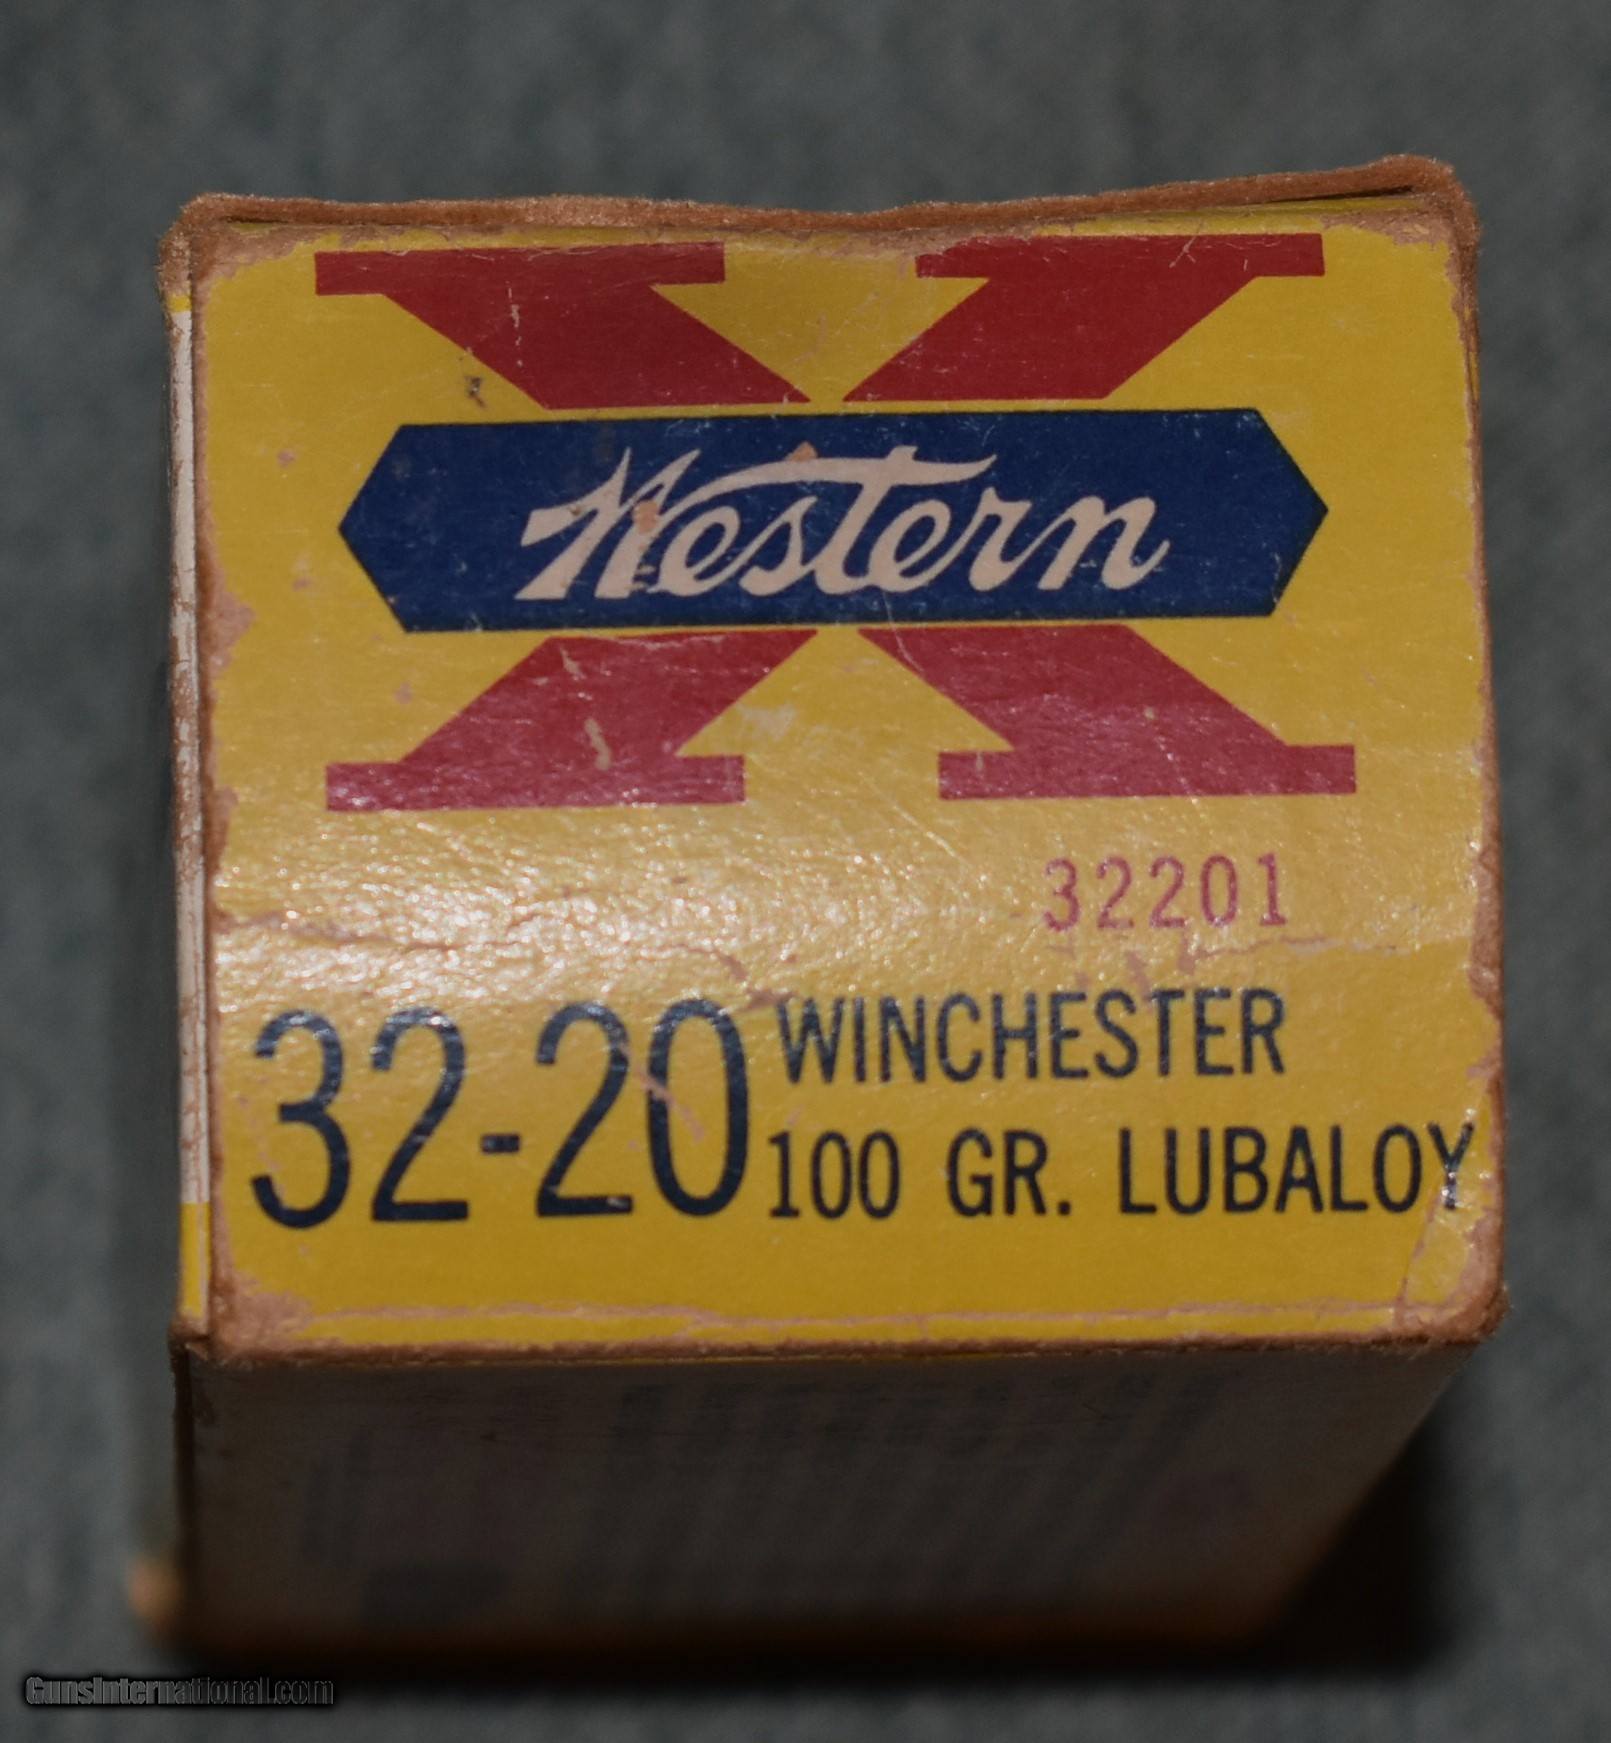 X
Western
32201
32-20 WINCHESTER
100 GR. LUBALOY
GunsInternational.com